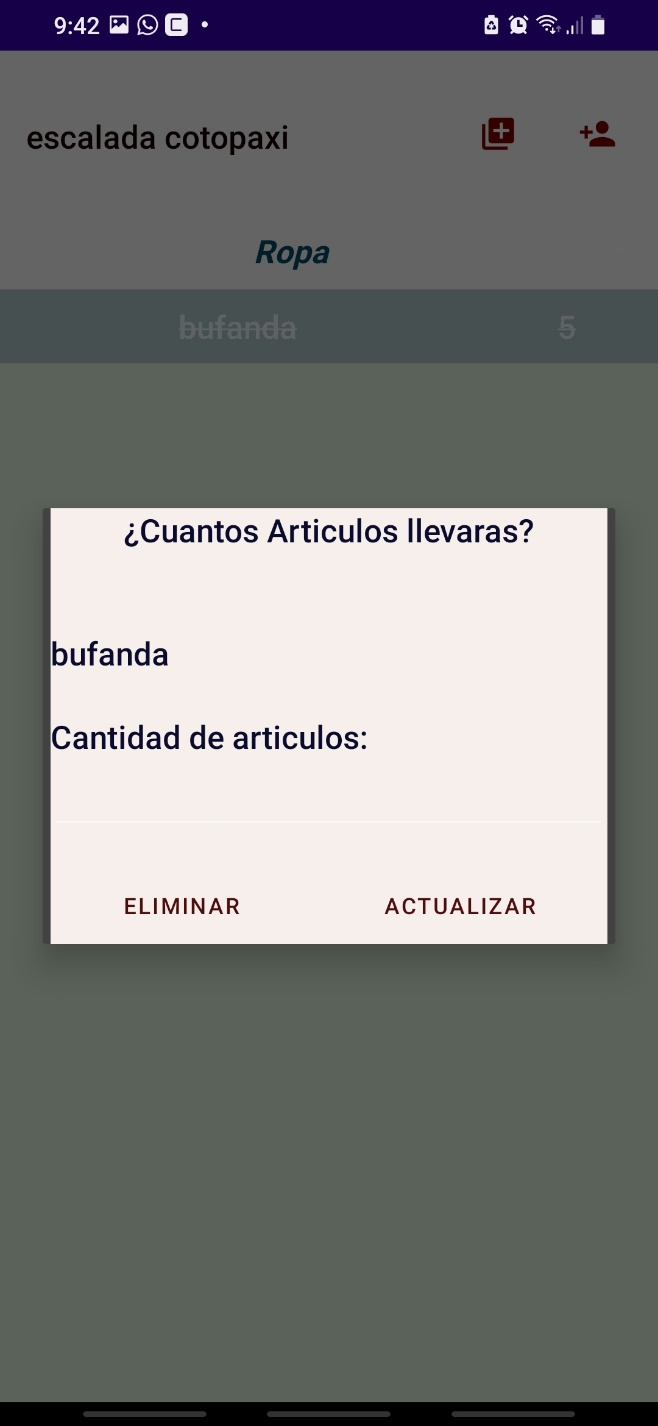 9:42
escalada cotopaxi
Ropa
bufanda 5
¿Cuantos Articulos llevaras?
bufanda
Cantidad de articulos:
ELIMINAR ACTUALIZAR